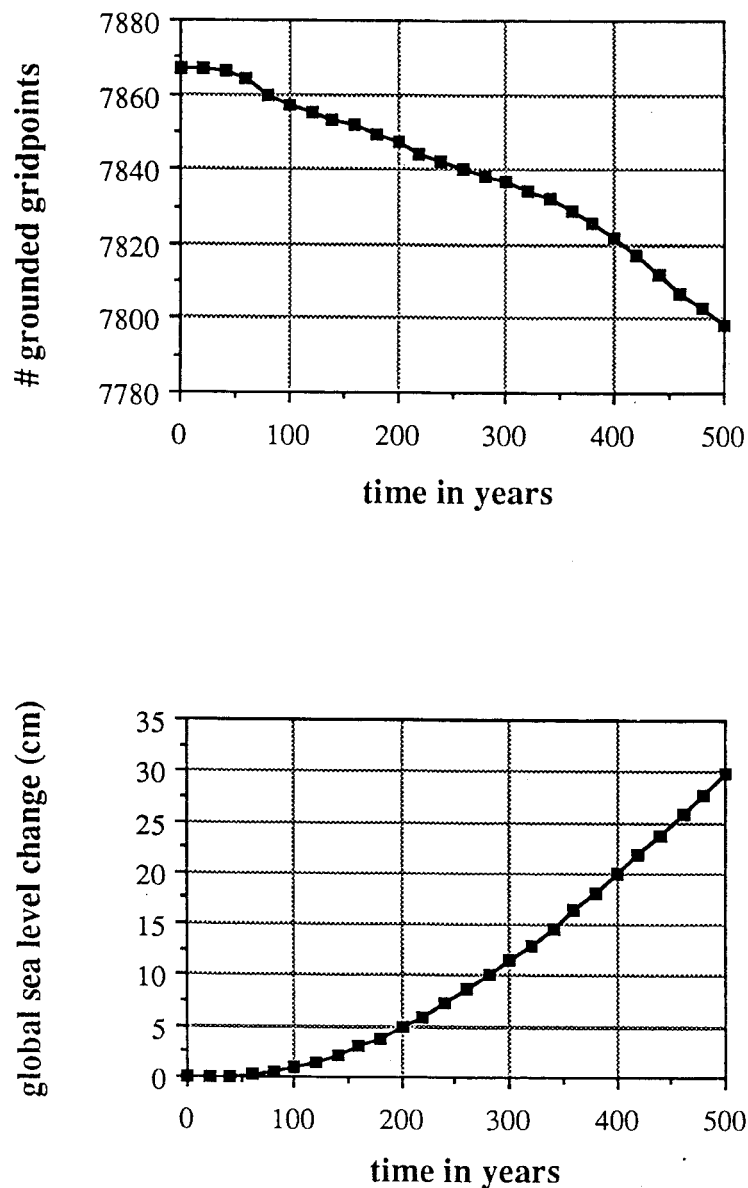 7880
7860
7840
7820
7800
7780
# grounded gridpoints
0 100 200 300 400 500
time in years
35
30
25
20
15
10
5
0
global sea level change (cm)
0 100 200 300 400 500
time in years